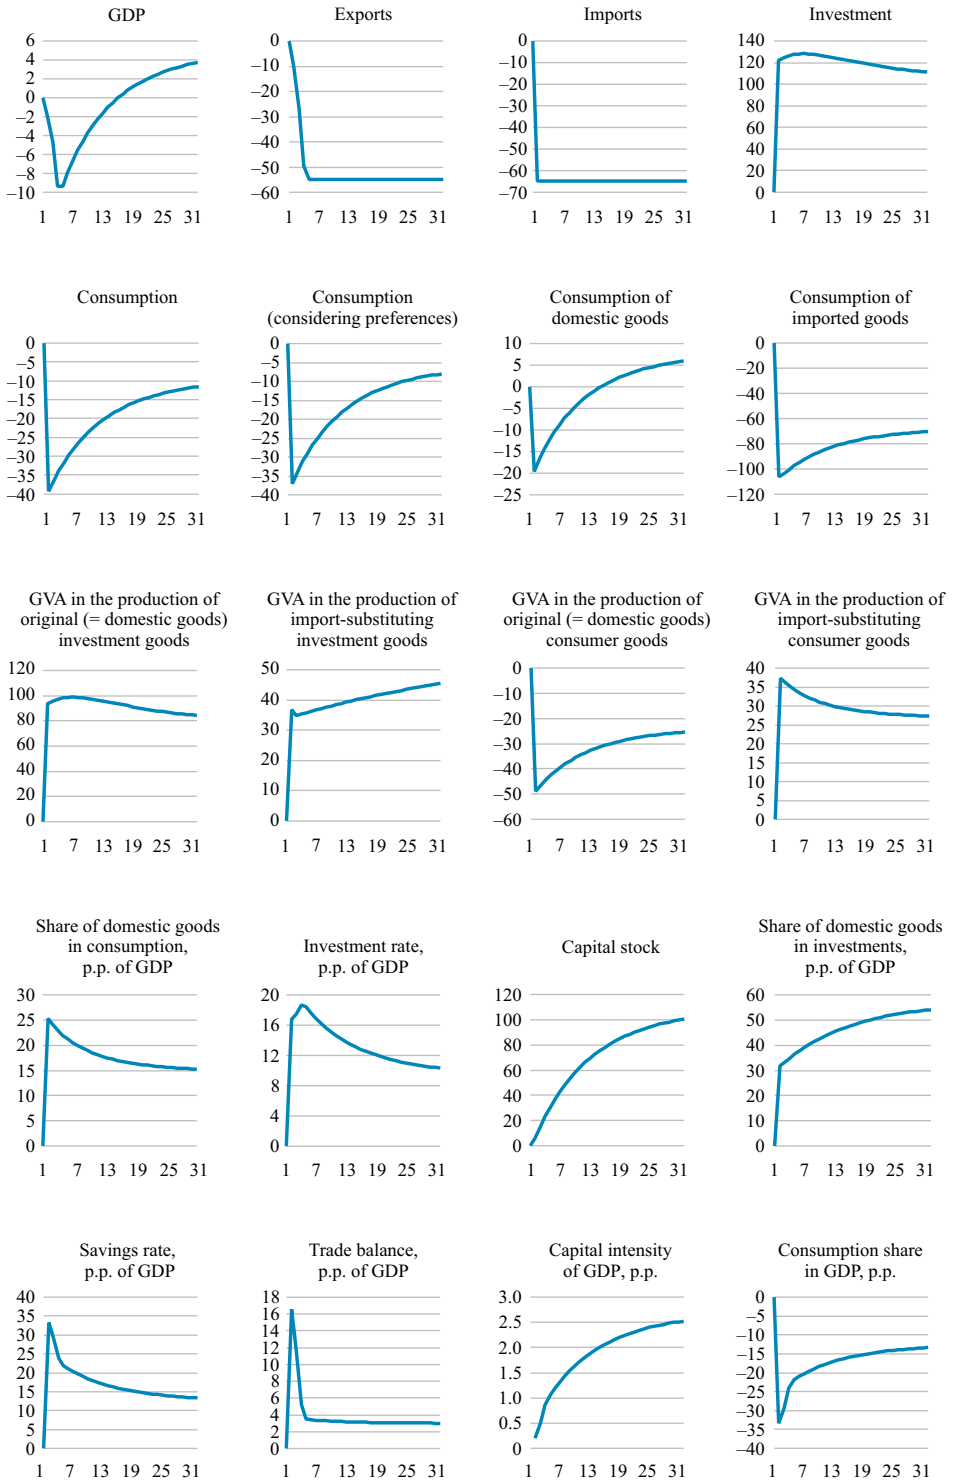 GDP
Exports
Imports
Investment
6
4
2
0
–2
–4
–6
–8
–10
1 7 13 19 25 31
0
–10
–20
–30
–40
–50
–60
1 7 13 19 25 31
0
–10
–20
–30
–40
–50
–60
–70
1 7 13 19 25 31
140
120
100
80
60
40
20
0
1 7 13 19 25 31
Consumption
Consumption
(considering preferences)
Consumption of
domestic goods
Consumption of
imported goods
0
–5
–10
–15
–20
–25
–30
–35
–40
1 7 13 19 25 31
0
–5
–10
–15
–20
–25
–30
–35
–40
1 7 13 19 25 31
10
5
0
–5
–10
–15
–20
–25
1 7 13 19 25 31
0
–20
–40
–60
–80
–100
–120
1 7 13 19 25 31
GVA in the production of
original (= domestic goods)
investment goods
GVA in the production of
import-substituting
investment goods
GVA in the production of
original (= domestic goods)
consumer goods
GVA in the production of
import-substituting
consumer goods
120
100
80
60
40
20
0
1 7 13 19 25 31
50
40
30
20
10
0
1 7 13 19 25 31
0
–10
–20
–30
–40
–50
–60
1 7 13 19 25 31
40
35
30
25
20
15
10
5
0
1 7 13 19 25 31
Share of domestic goods
in consumption,
p.p. of GDP
Investment rate,
p.p. of GDP
Capital stock
Share of domestic goods
in investments,
p.p. of GDP
30
25
20
15
10
5
0
1 7 13 19 25 31
20
16
12
8
4
0
1 7 13 19 25 31
120
100
80
60
40
20
0
1 7 13 19 25 31
60
50
40
30
20
10
0
1 7 13 19 25 31
Savings rate,
p.p. of GDP
Trade balance,
p.p. of GDP
Capital intensity
of GDP, p.p.
Consumption share
in GDP, p.p.
40
35
30
25
20
15
10
5
0
1 7 13 19 25 31
18
16
14
12
10
8
6
4
2
0
1 7 13 19 25 31
3.0
2.5
2.0
1.5
1.0
0.5
0
1 7 13 19 25 31
0
–5
–10
–15
–20
–25
–30
–35
–40
1 7 13 19 25 31